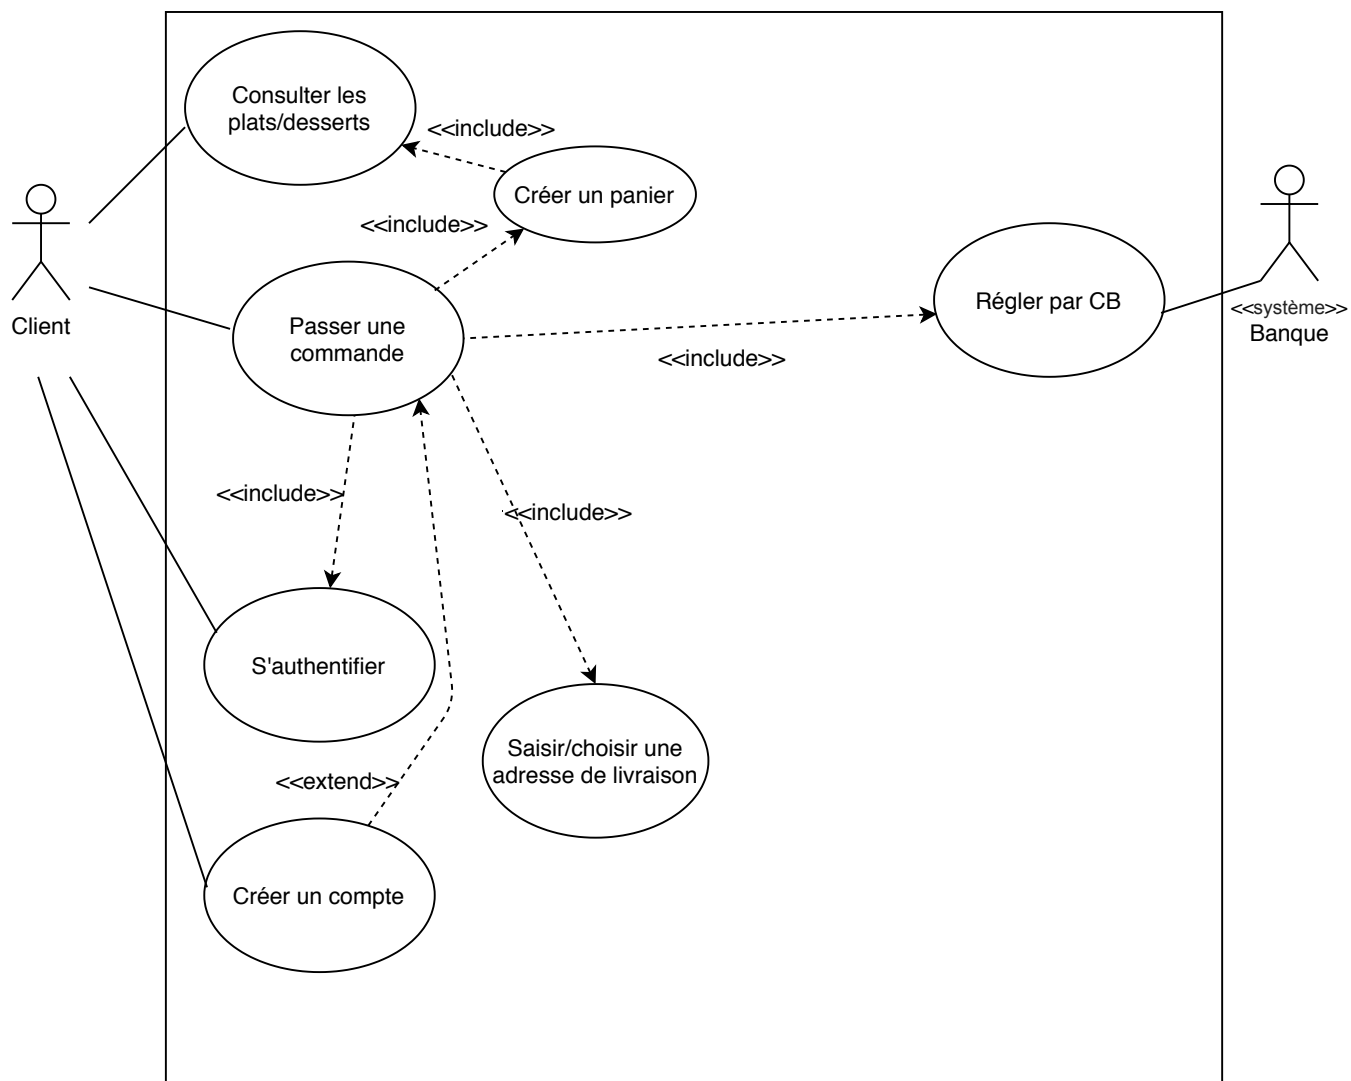 Consulter les
plats/desserts
<<include>>
Créer un panier
<<include>>
Client
Passer une
commande
Régler par CB
<<système>>
Banque
<<include>>
<<include>>
<<include>>
S'authentifier
Saisir/choisir une
adresse de livraison
<<extend>>
Créer un compte